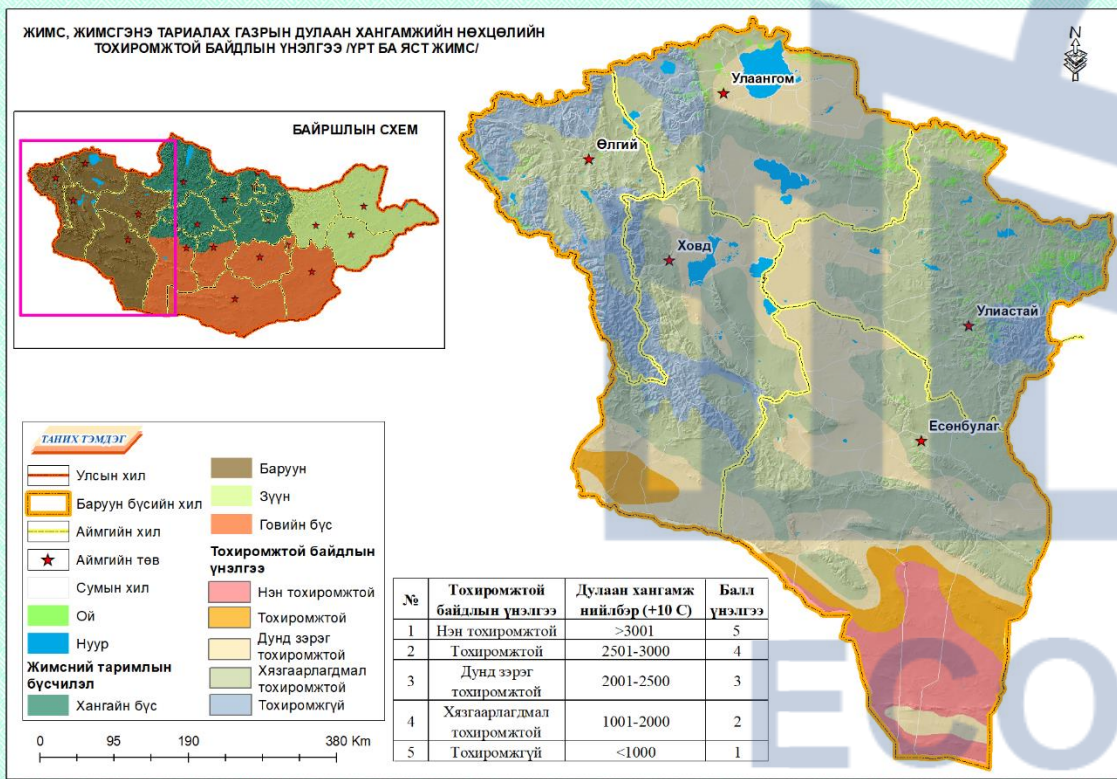 ЖИМС, ЖИМСГЭНЭ ТАРИАЛАХ ГАЗРЫН ДУЛААН ХАНГАМЖИЙН НӨХЦӨЛИЙН
ТОХИРОМЖТОЙ БАЙДЛЫН ҮНЭЛГЭЭ /ҮРТ БА ЯСТ ЖИМС/
N
БАЙРШЛЫН СХЕМ
Улаангом
Өлгий
Ховд
Улиастай
Есөнбулаг
ТАНИХ ТЭМДЭГ
Улсын хил
Баруун бүсийн хил
Аймгийн хил
Аймгийн төв
Сумын хил
Ой
Нуур
Жимсний таримлын
бүсчилэл
Хангайн бүс
Баруун
Зүүн
Говийн бүс
Тохиромжтой байдлын
үнэлгээ
Нэн тохиромжтой
Тохиромжтой
Дунд зэрэг
тохиромжтой
Хязгаарлагдмал
тохиромжтой
Тохиромжгүй
0 95 190 380 Km
№ Тохиромжтой байдлын үнэлгээ Дулаан хангамж нийлбэр (+10 С) Балл үнэлгээ
1 Нэн тохиромжтой >3001 5
2 Тохиромжтой 2501-3000 4
3 Дунд зэрэг тохиромжтой 2001-2500 3
4 Хязгаарлагдмал тохиромжтой 1001-2000 2
5 Тохиромжгүй <1000 1
ECO